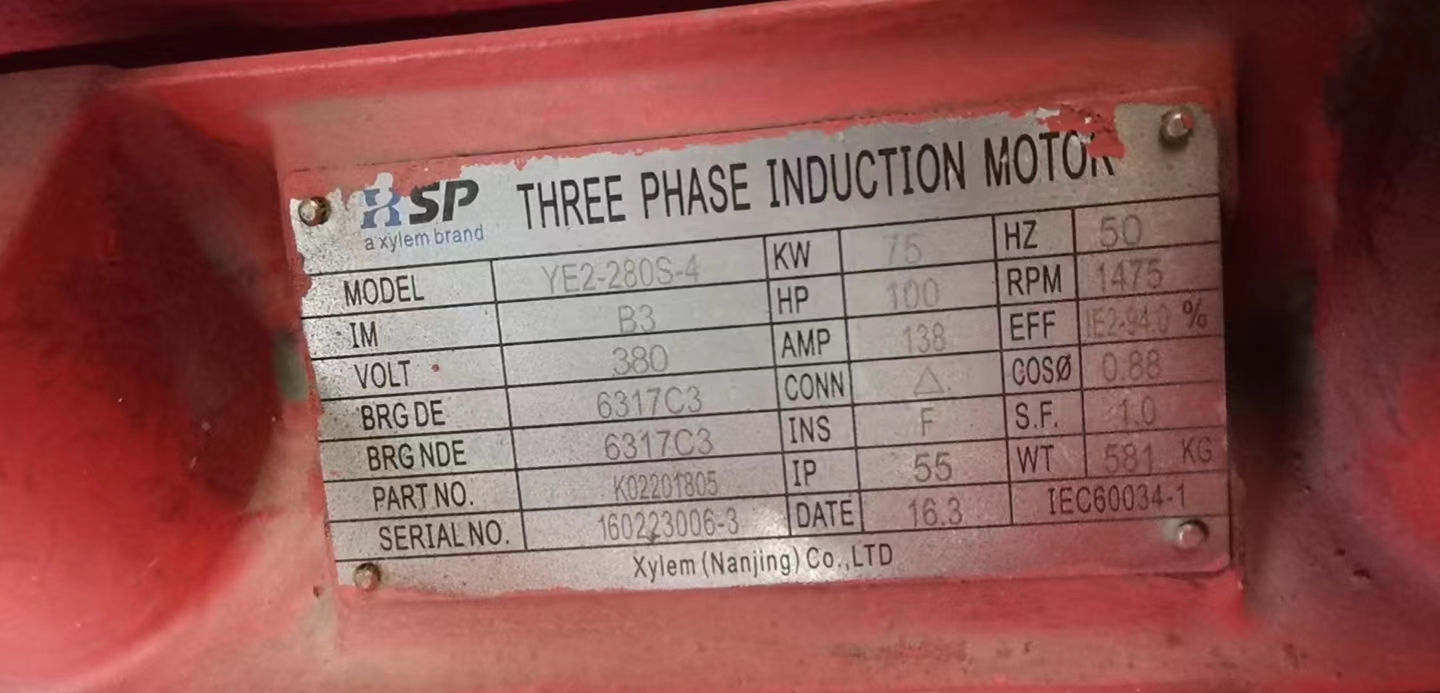 SP THREE PHASE INDUCTION MOTOR
a xylem brand
MODEL YE2-280S-4 KW 75 HZ 50
IM B3 HP 100 RPM 1475
VOLT 380 AMP 138 EFF IE2-94.0 %
BRG DE 6317C3 CONN △ COSØ 0.88
BRG NDE 6317C3 INS F S.F. 1.0
PART NO. K02201805 IP 55 WT 581 KG
SERIAL NO. 160223006-3 DATE 16.3 IEC60034-1
Xylem (Nanjing) Co.,LTD